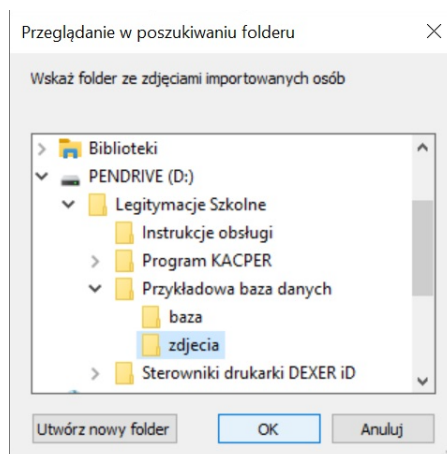 Przeglądanie w poszukiwaniu folderu
Wskaż folder ze zdjęciami importowanych osób
Biblioteki
PENDRIVE (D:)
Legitymacje Szkolne
Instrukcje obsługi
Program KACPER
Przykładowa baza danych
baza
zdjecia
Sterowniki drukarki DEXER iD
Utwórz nowy folder OK Anuluj